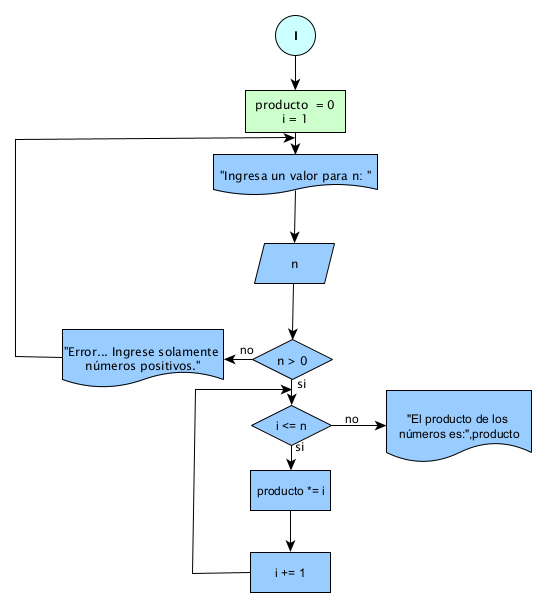 I
producto = 0
i = 1
"Ingresa un valor para n: "
n
n > 0
no
"Error... Ingrese solamente
números positivos."
si
i <= n
no
"El producto de los
números es:",producto
si
producto *= i
i += 1